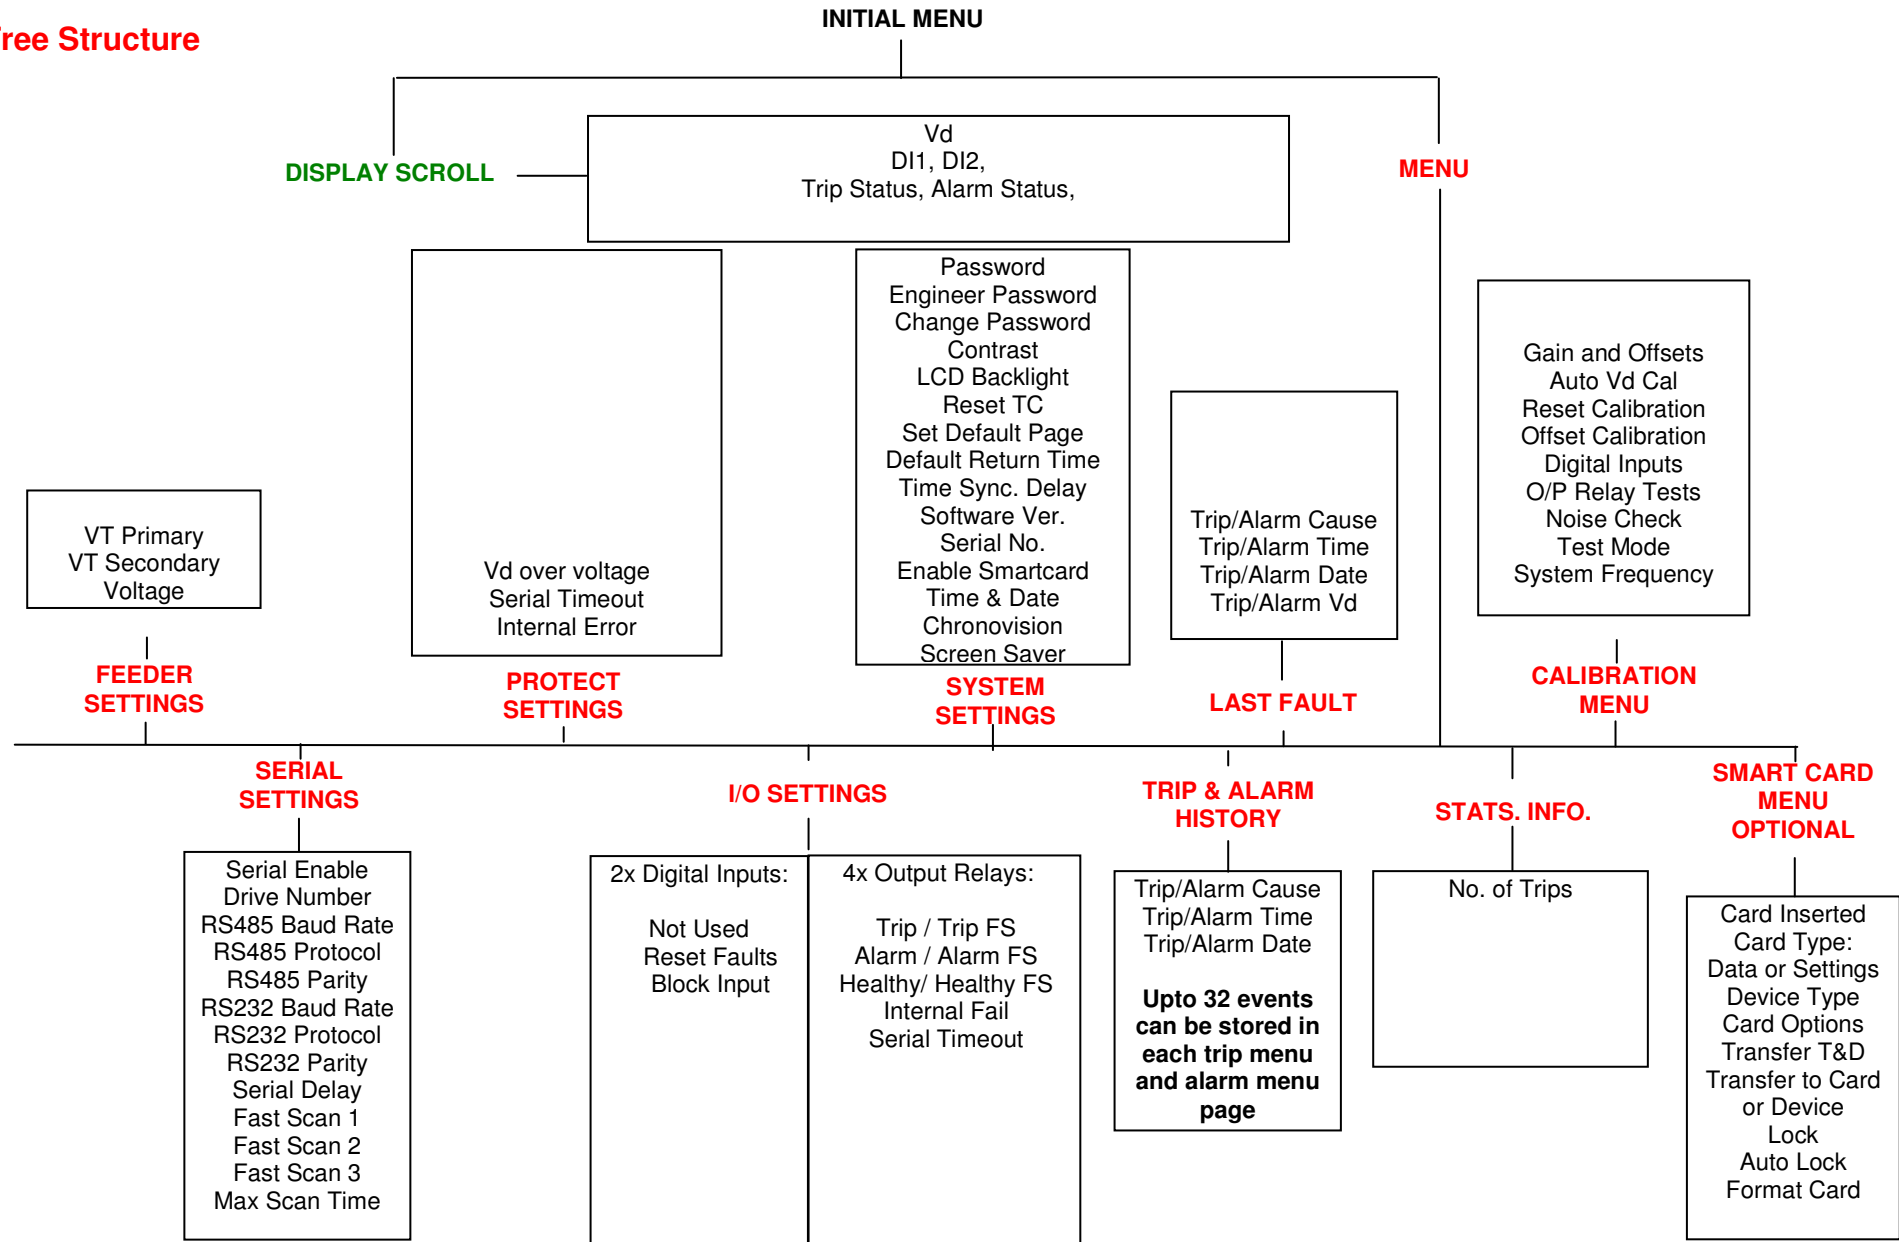 INITIAL MENU
ree Structure
Vd
DI1, DI2,
Trip Status, Alarm Status,
DISPLAY SCROLL
MENU
VT Primary
VT Secondary
Voltage
FEEDER
SETTINGS
Vd over voltage
Serial Timeout
Internal Error
PROTECT
SETTINGS
Password
Engineer Password
Change Password
Contrast
LCD Backlight
Reset TC
Set Default Page
Default Return Time
Time Sync. Delay
Software Ver.
Serial No.
Enable Smartcard
Time & Date
Chronovision
Screen Saver
SYSTEM
SETTINGS
Trip/Alarm Cause
Trip/Alarm Time
Trip/Alarm Date
Trip/Alarm Vd
LAST FAULT
Gain and Offsets
Auto Vd Cal
Reset Calibration
Offset Calibration
Digital Inputs
O/P Relay Tests
Noise Check
Test Mode
System Frequency
CALIBRATION
MENU
SERIAL
SETTINGS
Serial Enable
Drive Number
RS485 Baud Rate
RS485 Protocol
RS485 Parity
RS232 Baud Rate
RS232 Protocol
RS232 Parity
Serial Delay
Fast Scan 1
Fast Scan 2
Fast Scan 3
Max Scan Time
I/O SETTINGS
2x Digital Inputs:
Not Used
Reset Faults
Block Input
4x Output Relays:
Trip / Trip FS
Alarm / Alarm FS
Healthy/ Healthy FS
Internal Fail
Serial Timeout
TRIP & ALARM
HISTORY
Trip/Alarm Cause
Trip/Alarm Time
Trip/Alarm Date
Upto 32 events
can be stored in
each trip menu
and alarm menu
page
STATS. INFO.
No. of Trips
SMART CARD
MENU
OPTIONAL
Card Inserted
Card Type:
Data or Settings
Device Type
Card Options
Transfer T&D
Transfer to Card
or Device
Lock
Auto Lock
Format Card